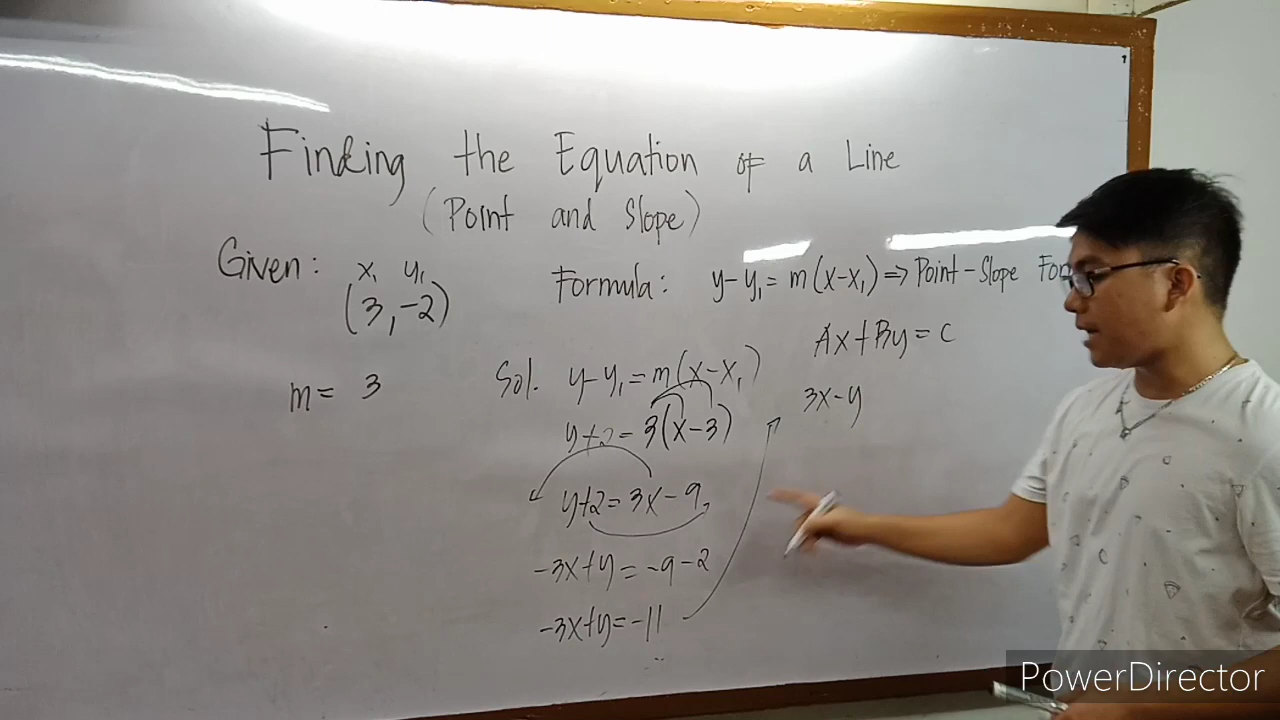 Finding the Equation of a Line
(Point and Slope)
Given: x₁ y₁
(3, -2)
m = 3
Formula: y - y₁ = m(x - x₁) ⇒ Point-Slope For
Ax + By = C
3x - y
Sol. y - y₁ = m(x - x₁)
y + 2 = 3(x - 3)
y + 2 = 3x - 9
-3x + y = -9 - 2
-3x + y = -11
PowerDirector